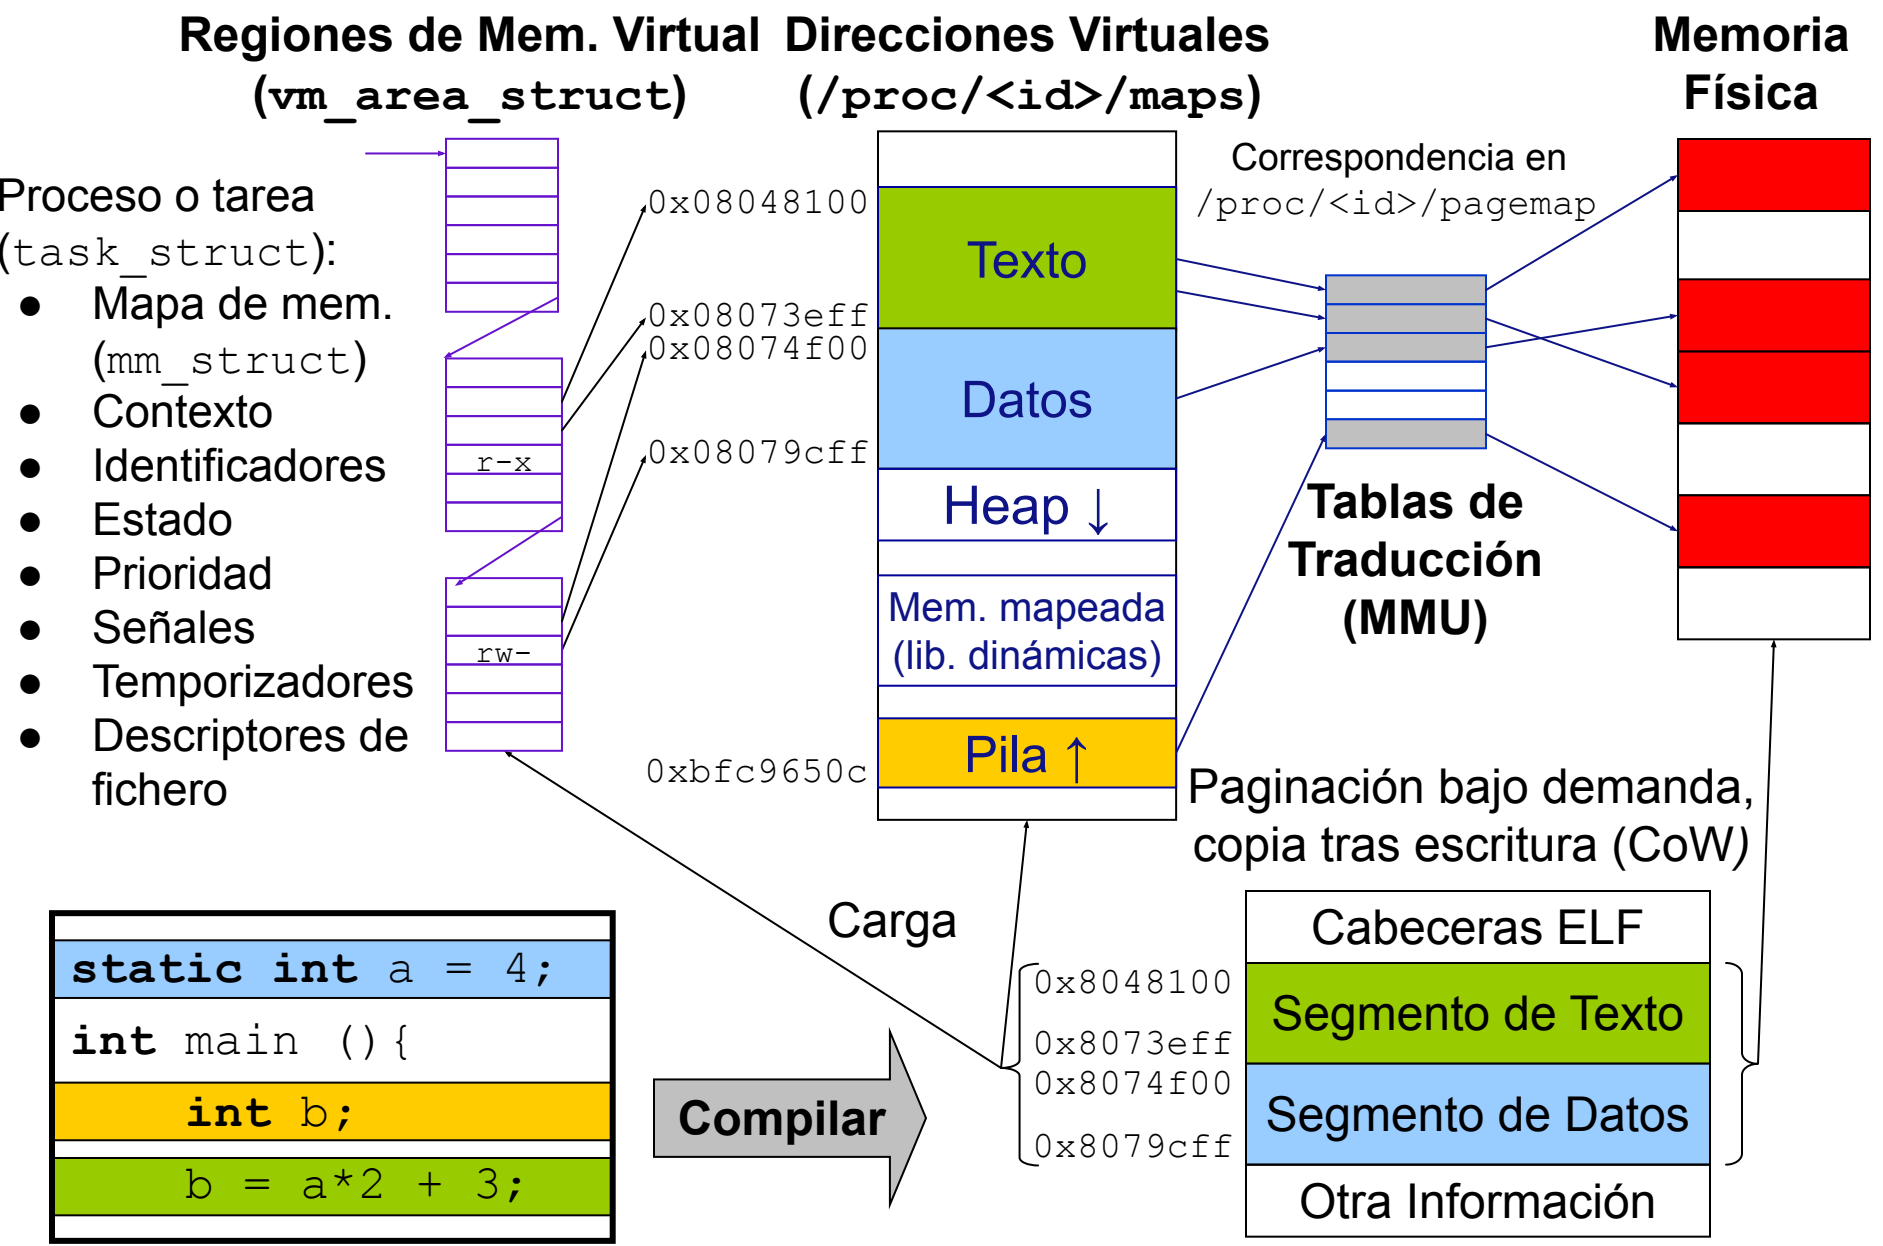 Regiones de Mem. Virtual
(vm_area_struct)
Direcciones Virtuales
(/proc/<id>/maps)
Memoria
Física
Proceso o tarea
(task_struct):
● Mapa de mem.
(mm_struct)
● Contexto
● Identificadores
● Estado
● Prioridad
● Señales
● Temporizadores
● Descriptores de
fichero
r-x
rw-
0x08048100
0x08073eff
0x08074f00
0x08079cff
0xbfc9650c
Texto
Datos
Heap ↓
Mem. mapeada
(lib. dinámicas)
Pila ↑
Correspondencia en
/proc/<id>/pagemap
Tablas de
Traducción
(MMU)
Paginación bajo demanda,
copia tras escritura (CoW)
Carga
static int a = 4;
int main (){
int b;
b = a*2 + 3;
Compilar
0x8048100
0x8073eff
0x8074f00
0x8079cff
Cabeceras ELF
Segmento de Texto
Segmento de Datos
Otra Información